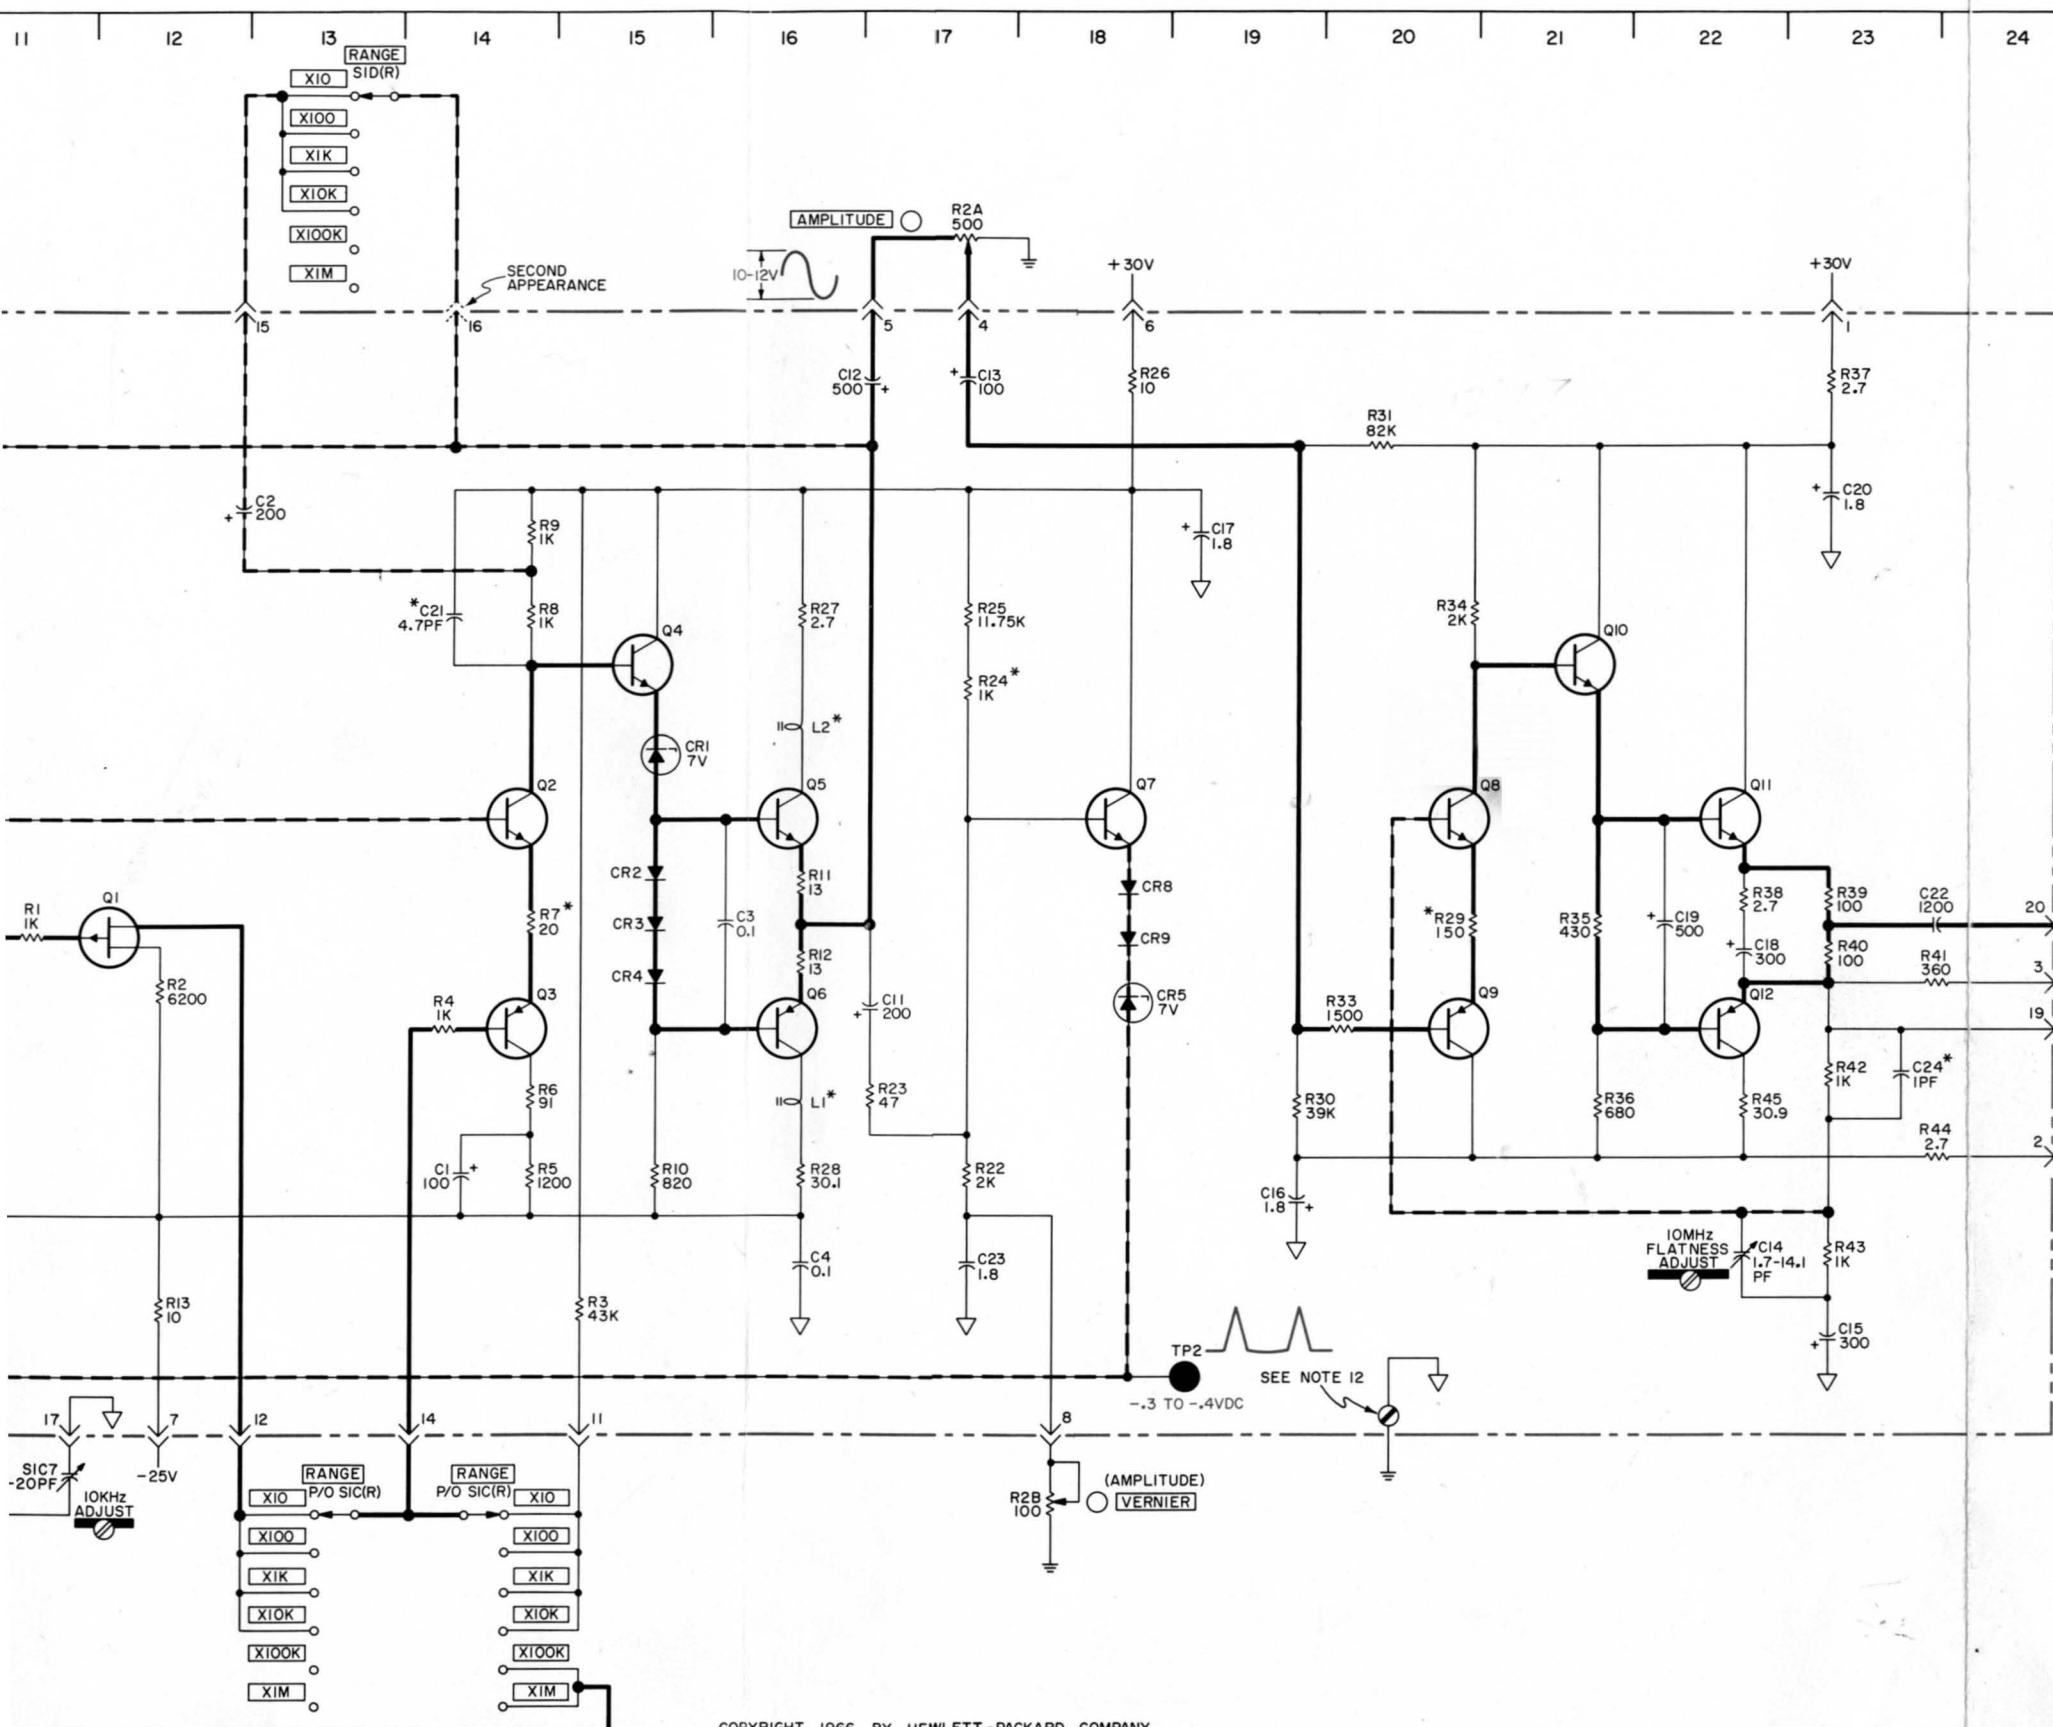 11 12 13 14 15 16 17 18 19 20 21 22 23 24
RANGE
S1D(R)
X10
X100
X1K
X10K
X100K
X1M
SECOND
APPEARANCE
AMPLITUDE
R2A
500
10-12V
+30V
+30V
15
16
5
4
6
1
C12
500
+
+
C13
100
R26
10
R37
2.7
R31
82K
C2
200
+
R9
1K
+
C17
1.8
+
C20
1.8
*
C21
4.7PF
R8
1K
R27
2.7
R25
11.75K
R34
2K
Q4
Q10
R24*
1K
L2*
CR1
7V
Q2
Q5
Q7
Q8
Q11
CR2
R11
13
CR8
R38
2.7
R39
100
C22
1200
20
R1
1K
Q1
R7*
20
CR3
C3
0.1
CR9
*R29
150
R35
430
+
C19
500
+
C18
300
R40
100
R41
360
3
R2
6200
CR4
R12
13
R4
1K
Q3
Q6
C11
200
+
CR5
7V
R33
1500
Q9
Q12
19
R6
91
L1*
R23
47
R30
39K
R36
680
R45
30.9
R42
1K
C24*
1PF
R44
2.7
2
C1
100
+
R5
1200
R10
820
R28
30.1
R22
2K
C16
1.8
+
R13
10
R3
43K
C4
0.1
C23
1.8
10MHz
FLATNESS
ADJUST
C14
1.7-14.1
PF
R43
1K
+
C15
300
TP2
SEE NOTE 12
-.3 TO -.4VDC
17
7
12
14
11
8
S1C7
-20PF
-25V
10KHz
ADJUST
RANGE
P/O S1C(R)
RANGE
P/O S1C(R)
X10
X100
X1K
X10K
X100K
X1M
X10
X100
X1K
X10K
X100K
X1M
R2B
100
(AMPLITUDE)
VERNIER
COPYRIGHT 1966 BY HEWLETT-PACKARD COMPANY